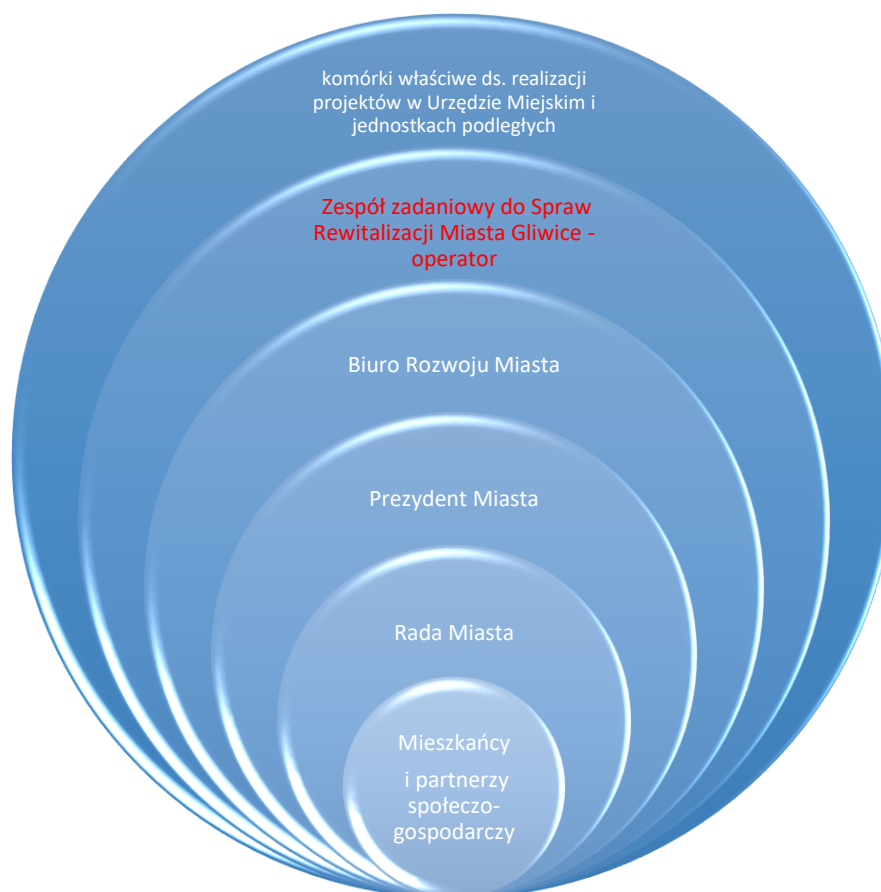 komórki właściwe ds. realizacji
projektów w Urzędzie Miejskim i
jednostkach podległych
Zespół zadaniowy do Spraw
Rewitalizacji Miasta Gliwice -
operator
Biuro Rozwoju Miasta
Prezydent Miasta
Rada Miasta
Mieszkańcy
i partnerzy
społeczo-
gospodarczy